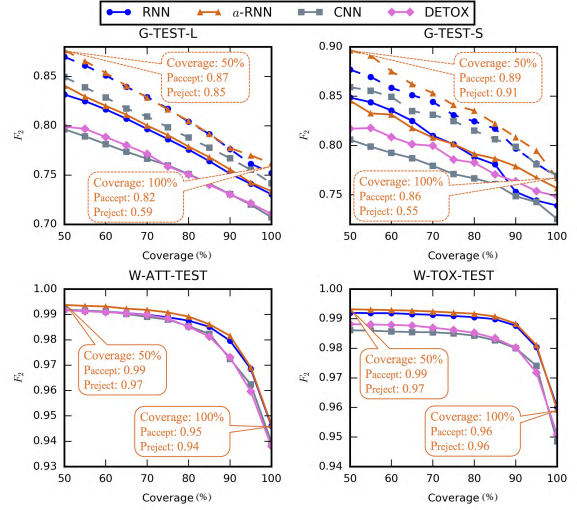 RNN a-RNN CNN DETOX
G-TEST-L
G-TEST-S
0.85
0.80
0.75
0.70
F2
50 60 70 80 90 100
Coverage(%)
Coverage: 50%
Paccept: 0.87
Preject: 0.85
Coverage: 100%
Paccept: 0.82
Preject: 0.59
0.90
0.85
0.80
0.75
F2
50 60 70 80 90 100
Coverage(%)
Coverage: 50%
Paccept: 0.89
Preject: 0.91
Coverage: 100%
Paccept: 0.86
Preject: 0.55
W-ATT-TEST
W-TOX-TEST
1.00
0.99
0.98
0.97
0.96
0.95
0.94
0.93
F2
50 60 70 80 90 100
Coverage(%)
Coverage: 50%
Paccept: 0.99
Preject: 0.97
Coverage: 100%
Paccept: 0.95
Preject: 0.94
1.00
0.99
0.98
0.97
0.96
0.95
0.94
F2
50 60 70 80 90 100
Coverage(%)
Coverage: 50%
Paccept: 0.99
Preject: 0.97
Coverage: 100%
Paccept: 0.96
Preject: 0.96